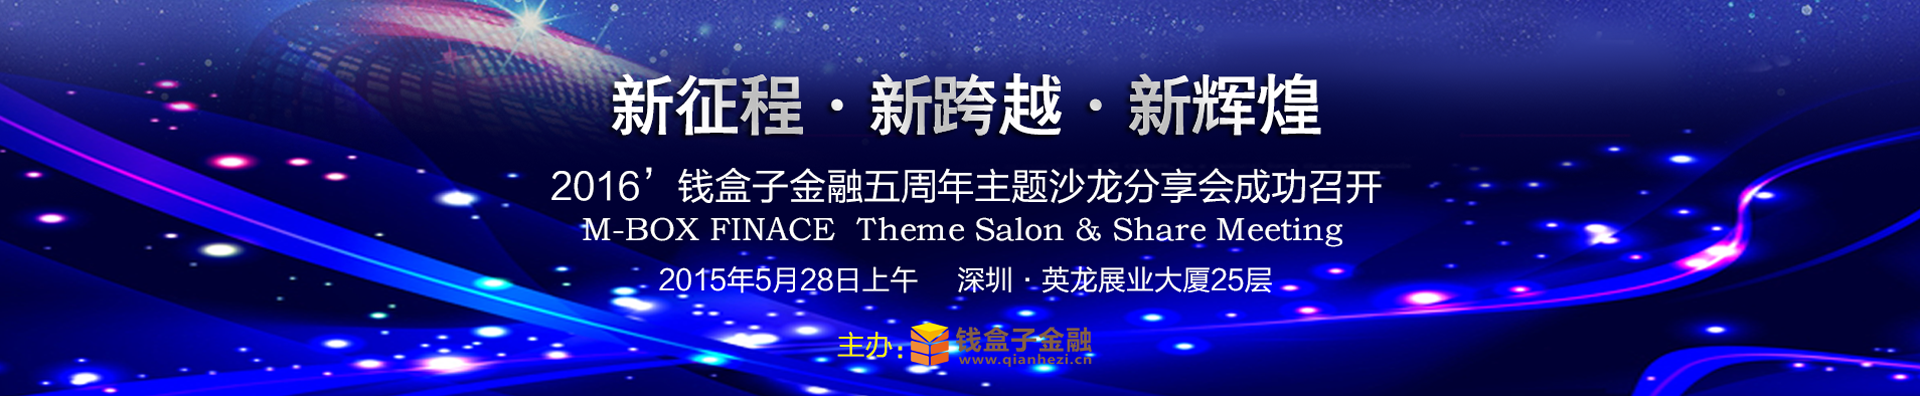 新征程·新跨越·新辉煌
2016’钱盒子金融五周年主题沙龙分享会成功召开
M-BOX FINACE Theme Salon & Share Meeting
2015年5月28日上午 深圳·英龙展业大厦25层
主办：钱盒子金融
www.qianhezi.cn